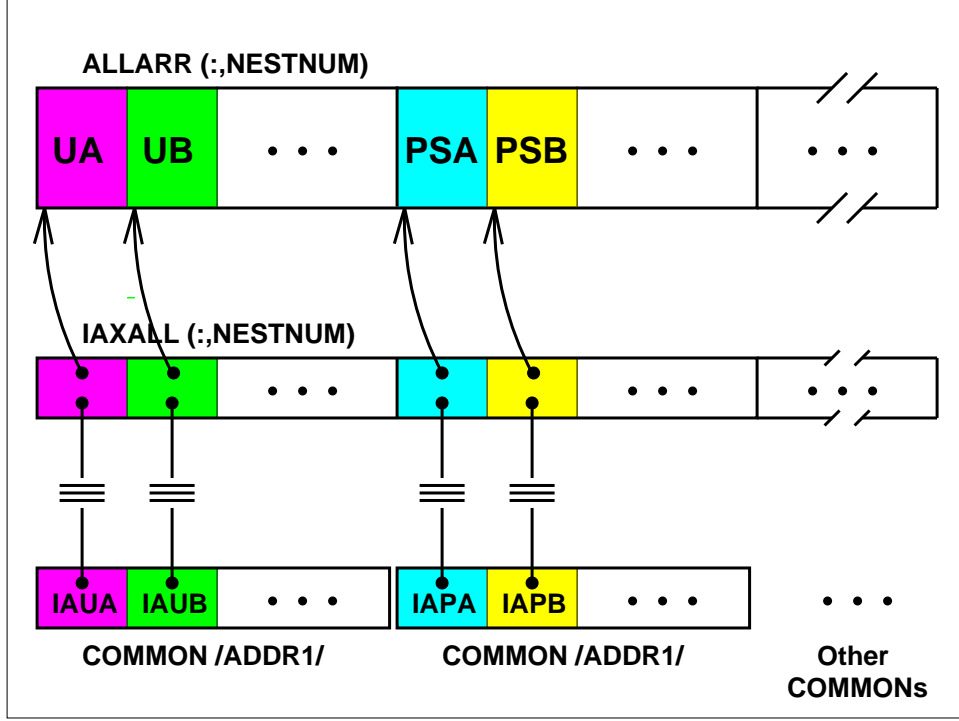 ALLARR (:,NESTNUM)
UA UB • • • PSA PSB • • • • • •
IAXALL (:,NESTNUM)
• • • • • • • • •
IAUA IAUB • • • IAPA IAPB • • • • • •
COMMON /ADDR1/ COMMON /ADDR1/ Other
COMMONs